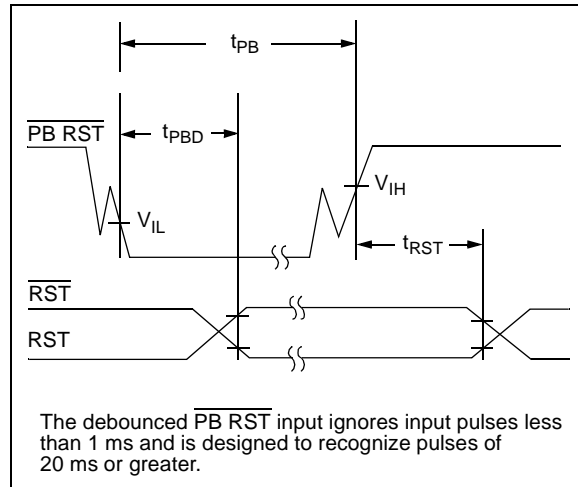 tPB
tPBD
PB RST
VIL
VIH
tRST
RST
RST
The debounced PB RST input ignores input pulses less
than 1 ms and is designed to recognize pulses of
20 ms or greater.